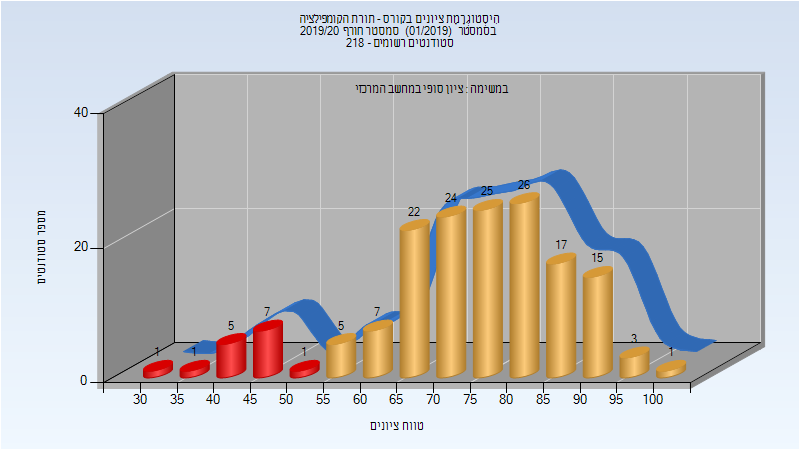 היסטוגרמת ציונים בקורס - תורת הקומפילציה
בסמסטר (01/2019) סמסטר חורף 2019/20
סטודנטים רשומים - 218
במשימה : ציון סופי במחשב המרכזי
40
20
0
מספר סטודנטים
1 1 5 7 1 5 7 22 24 25 26 17 15 3 1
30 35 40 45 50 55 60 65 70 75 80 85 90 95 100
טווח ציונים